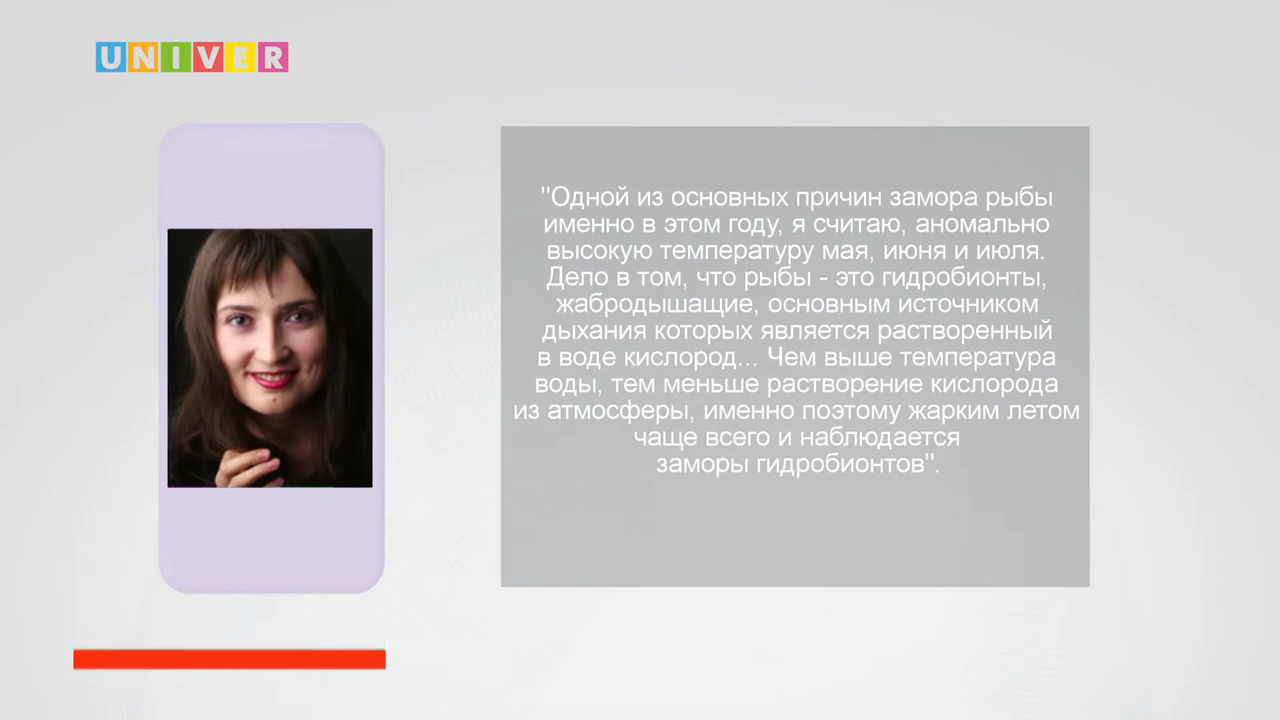 UNIVER
"Одной из основных причин замора рыбы
именно в этом году, я считаю, аномально
высокую температуру мая, июня и июля.
Дело в том, что рыбы - это гидробионты,
жабродышащие, основным источником
дыхания которых является растворенный
в воде кислород... Чем выше температура
воды, тем меньше растворение кислорода
из атмосферы, именно поэтому жарким летом
чаще всего и наблюдается
заморы гидробионтов".